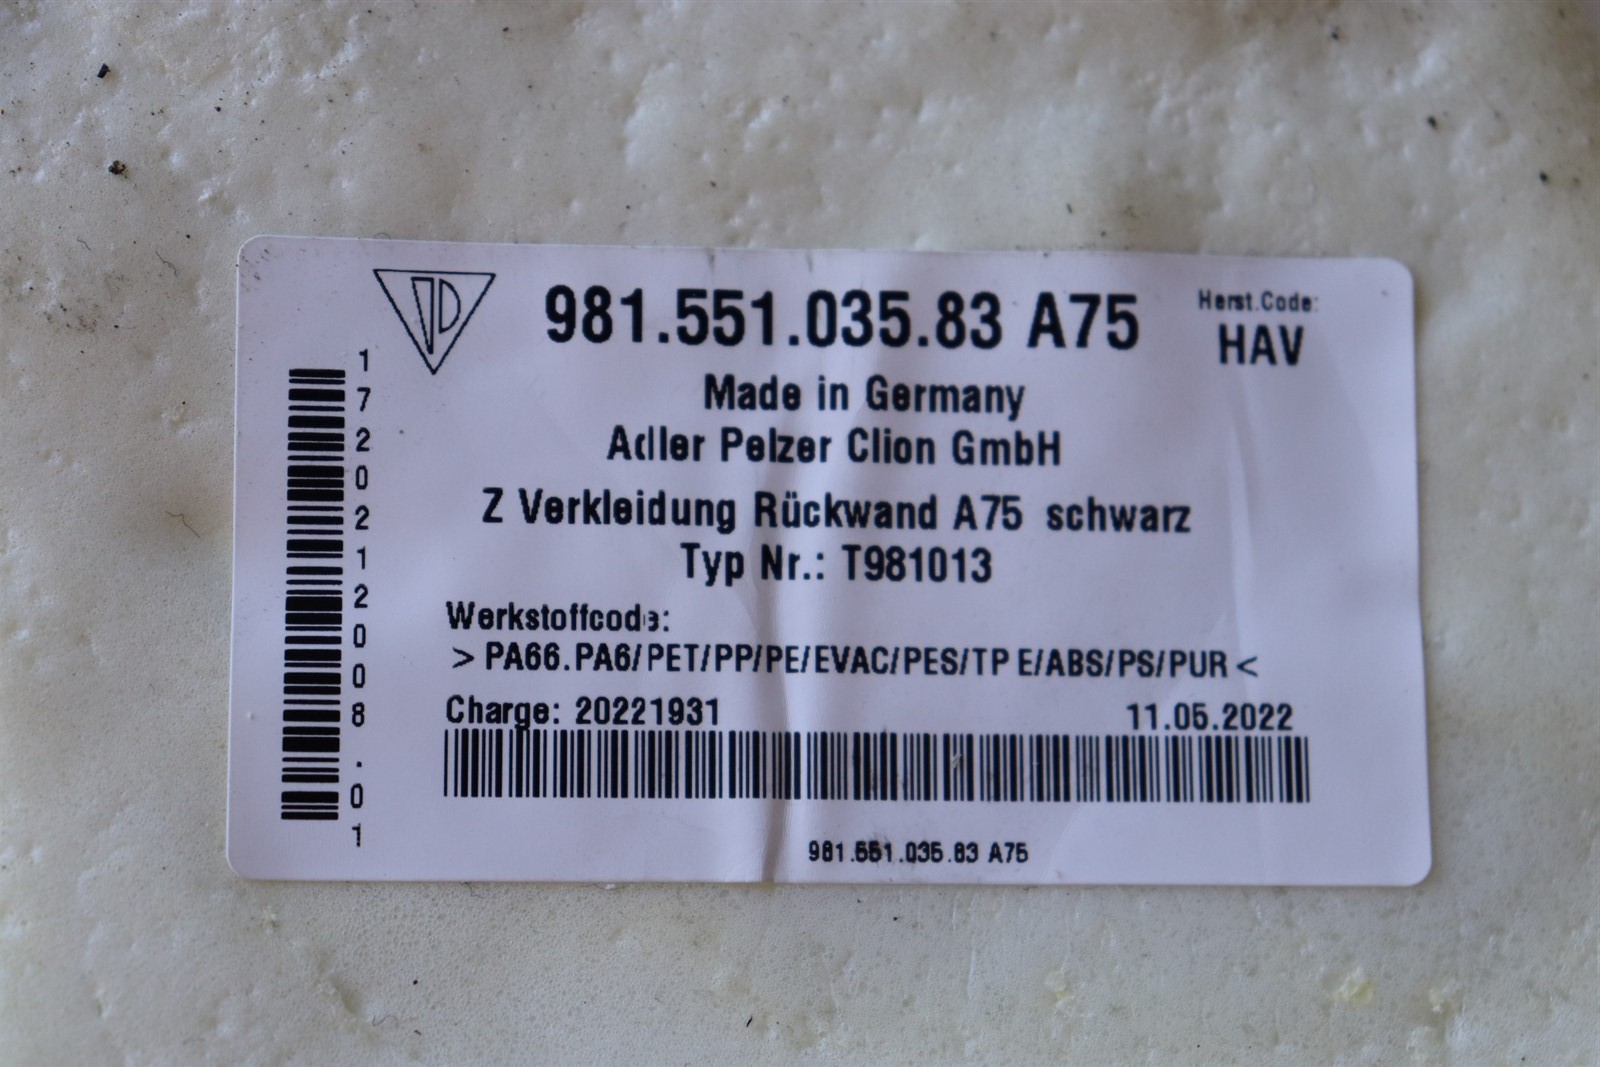 981.551.035.83 A75
Herst.Code:
HAV
Made in Germany
Adler Pelzer Clion GmbH
Z Verkleidung Rückwand A75 schwarz
Typ Nr.: T981013
Werkstoffcode:
> PA66.PA6/PET/PP/PE/EVAC/PES/TP E/ABS/PS/PUR <
Charge: 20221931
11.05.2022
981.551.035.83 A75
1720212008.01